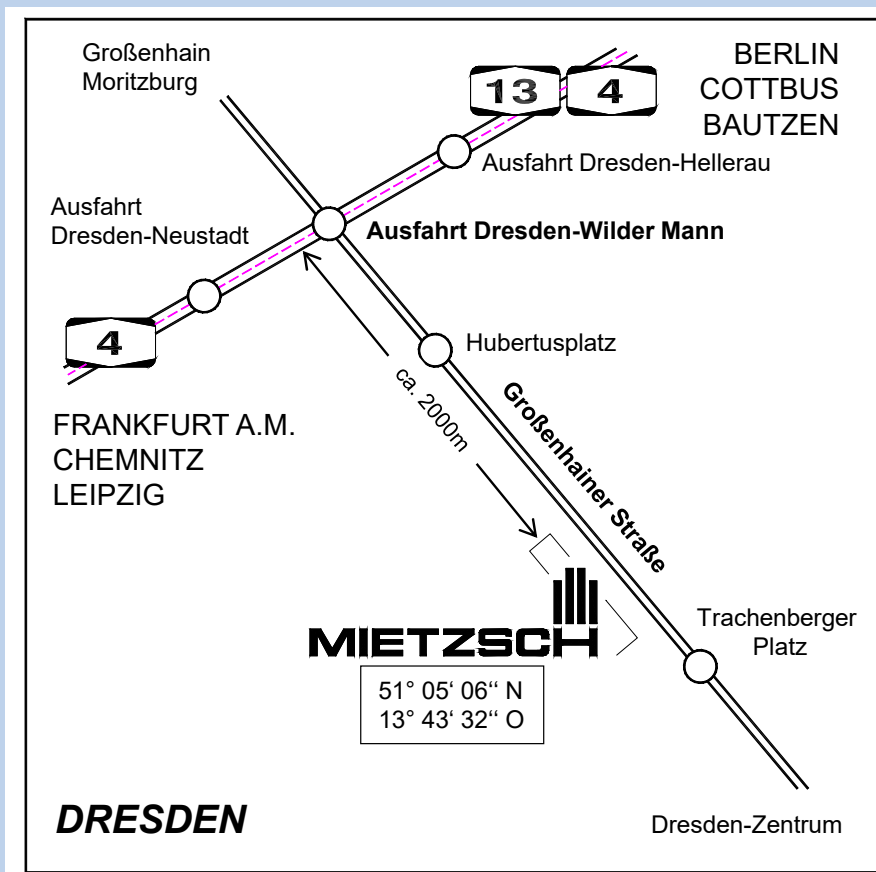 Großenhain
Moritzburg
13
4
BERLIN
COTTBUS
BAUTZEN
Ausfahrt Dresden-Hellerau
Ausfahrt
Dresden-Neustadt
Ausfahrt Dresden-Wilder Mann
4
Hubertusplatz
FRANKFURT A.M.
CHEMNITZ
LEIPZIG
ca. 2000m
Großenhainer Straße
MIETZSCH
Trachenberger
Platz
51° 05‘ 06‘‘ N
13° 43‘ 32‘‘ O
DRESDEN
Dresden-Zentrum